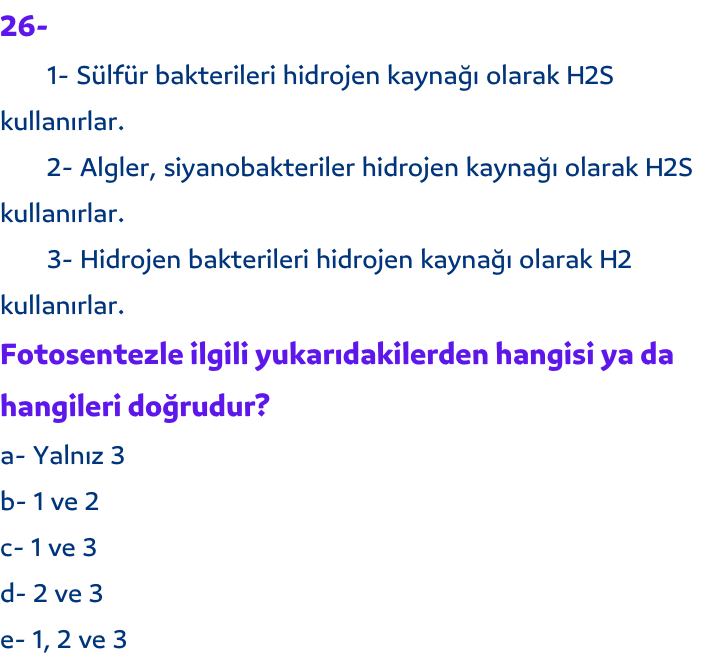 26-
1- Sülfür bakterileri hidrojen kaynağı olarak H2S
kullanırlar.
2- Algler, siyanobakteriler hidrojen kaynağı olarak H2S
kullanırlar.
3- Hidrojen bakterileri hidrojen kaynağı olarak H2
kullanırlar.
Fotosentezle ilgili yukarıdakilerden hangisi ya da
hangileri doğrudur?
a- Yalnız 3
b- 1 ve 2
c- 1 ve 3
d- 2 ve 3
e- 1, 2 ve 3